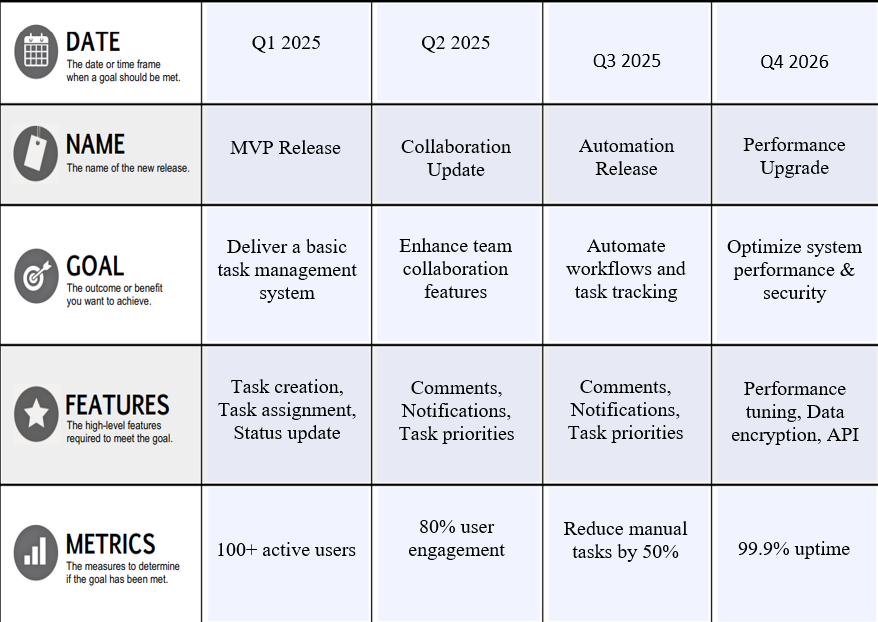 DATE
The date or time frame
when a goal should be met.
Q1 2025
Q2 2025
Q3 2025
Q4 2026
NAME
The name of the new release.
MVP Release
Collaboration
Update
Automation
Release
Performance
Upgrade
GOAL
The outcome or benefit
you want to achieve.
Deliver a basic
task management
system
Enhance team
collaboration
features
Automate
workflows and
task tracking
Optimize system
performance &
security
FEATURES
The high-level features
required to meet the goal.
Task creation,
Task assignment,
Status update
Comments,
Notifications,
Task priorities
Comments,
Notifications,
Task priorities
Performance
tuning, Data
encryption, API
METRICS
The measures to determine
if the goal has been met.
100+ active users
80% user
engagement
Reduce manual
tasks by 50%
99.9% uptime